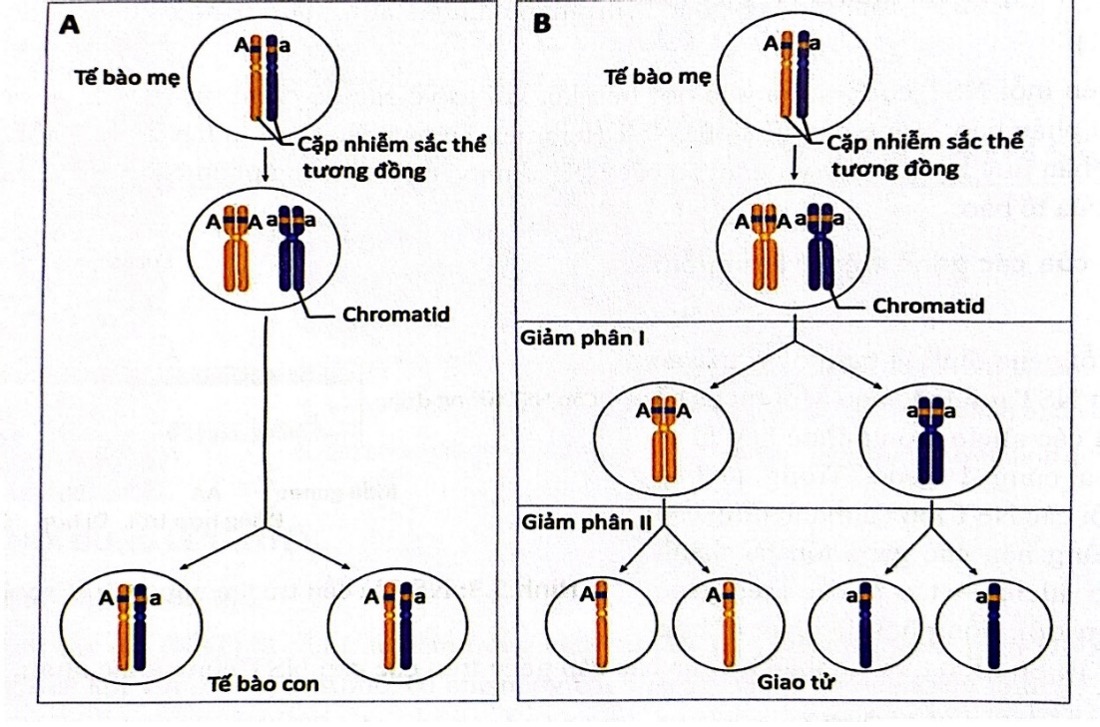 A
A a
Tế bào mẹ
Cặp nhiễm sắc thể
tương đồng
A A a a
Chromatid
A a
A a
Tế bào con
B
A a
Tế bào mẹ
Cặp nhiễm sắc thể
tương đồng
A A a a
Chromatid
Giảm phân I
A A
a a
Giảm phân II
A
A
a
a
Giao tử